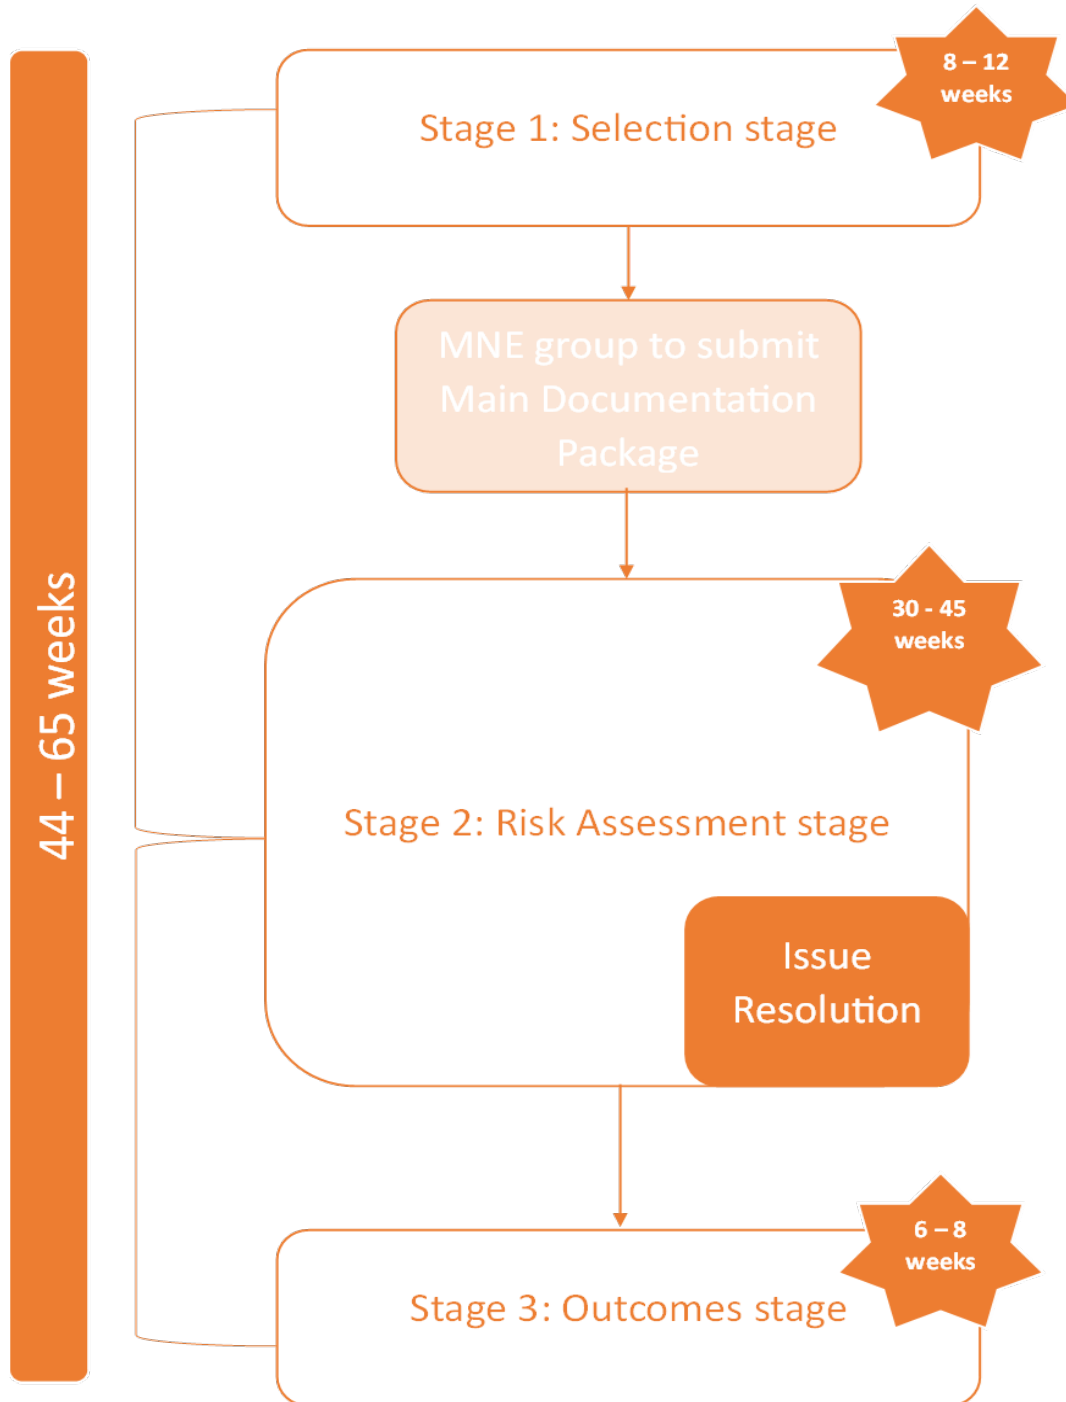 8 – 12
weeks
Stage 1: Selection stage
MNE group to submit
Main Documentation
Package
30 - 45
weeks
44 – 65 weeks
Stage 2: Risk Assessment stage
Issue
Resolution
6 – 8
weeks
Stage 3: Outcomes stage